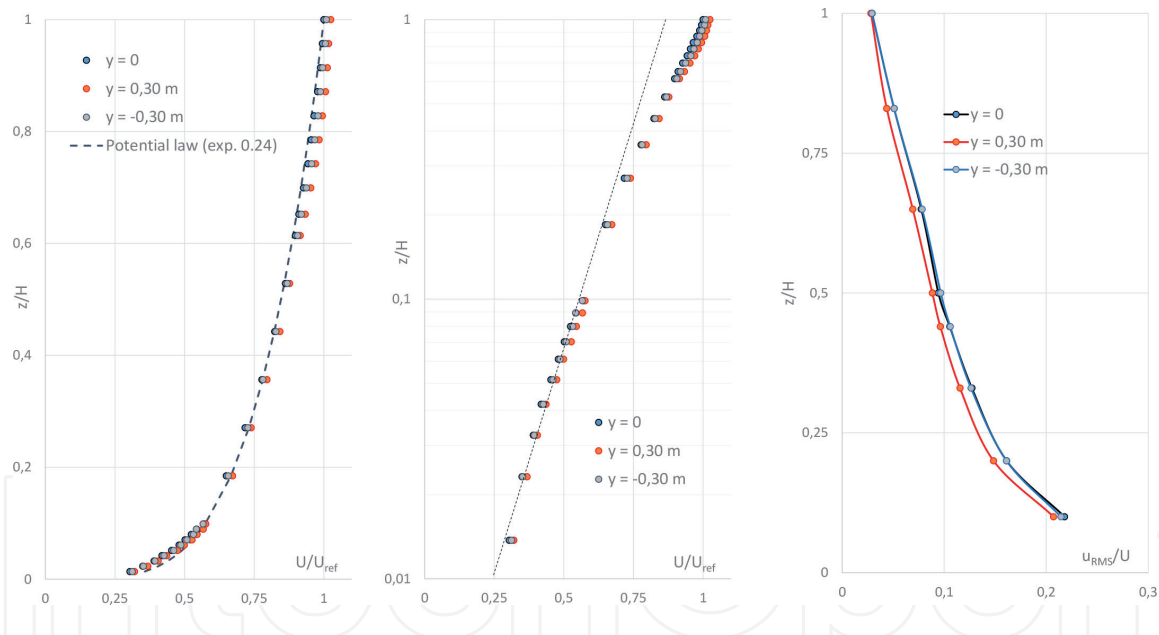 1
0,8
0,6
0,4
0,2
0
z/H
y = 0
y = 0,30 m
y = -0,30 m
Potential law (exp. 0.24)
U/Uref
0
0,25
0,5
0,75
1
1
0,1
0,01
z/H
y = 0
y = 0,30 m
y = -0,30 m
U/Uref
0
0,25
0,5
0,75
1
1
0,75
0,5
0,25
0
z/H
y = 0
y = 0,30 m
y = -0,30 m
uRMS/U
0
0,1
0,2
0,3